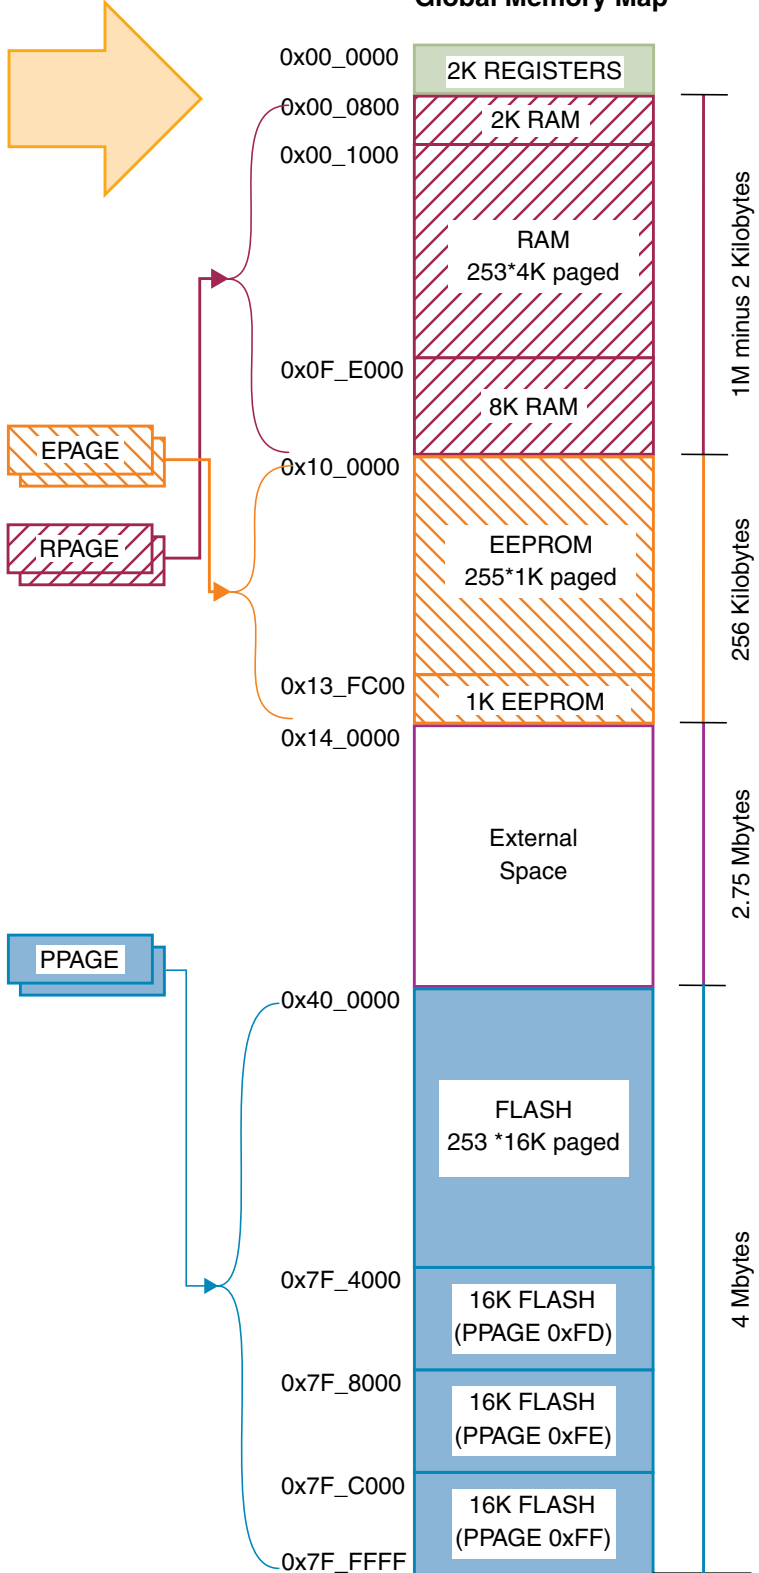 Global Memory Map
0x00_0000
2K REGISTERS
0x00_0800
2K RAM
0x00_1000
RAM
253*4K paged
1M minus 2 Kilobytes
0x0F_E000
8K RAM
EPAGE
0x10_0000
RPAGE
EEPROM
255*1K paged
256 Kilobytes
0x13_FC00
1K EEPROM
0x14_0000
External
Space
2.75 Mbytes
PPAGE
0x40_0000
FLASH
253 *16K paged
4 Mbytes
0x7F_4000
16K FLASH
(PPAGE 0xFD)
0x7F_8000
16K FLASH
(PPAGE 0xFE)
0x7F_C000
16K FLASH
(PPAGE 0xFF)
0x7F_FFFF